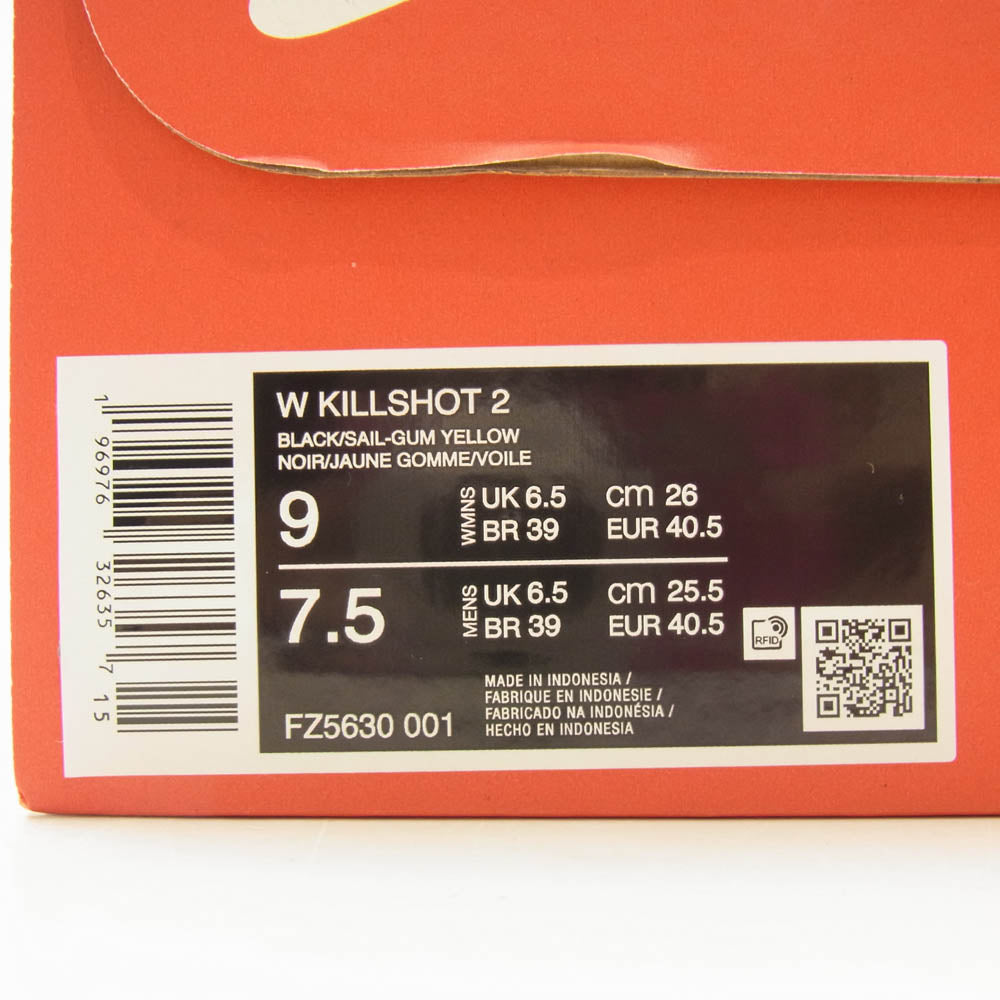 W KILLSHOT 2
BLACK/SAIL-GUM YELLOW
NOIR/JAUNE GOMME/VOILE
9 WMNS UK 6.5 cm 26
BR 39 EUR 40.5
7.5 MENS UK 6.5 cm 25.5
BR 39 EUR 40.5
RFID
FZ5630 001
MADE IN INDONESIA /
FABRIQUE EN INDONESIE /
FABRICADO NA INDONÉSIA /
HECHO EN INDONESIA
1 96976 32635 7 15